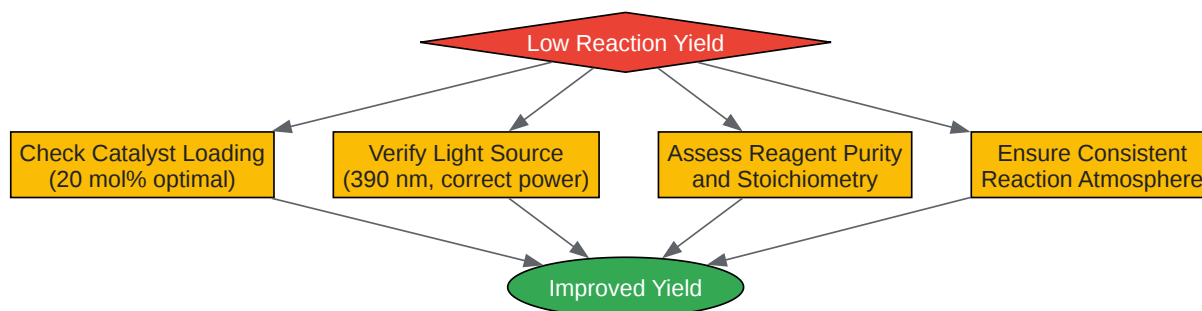 Low Reaction Yield
Check Catalyst Loading
(20 mol% optimal)
Verify Light Source
(390 nm, correct power)
Assess Reagent Purity
and Stoichiometry
Ensure Consistent
Reaction Atmosphere
Improved Yield